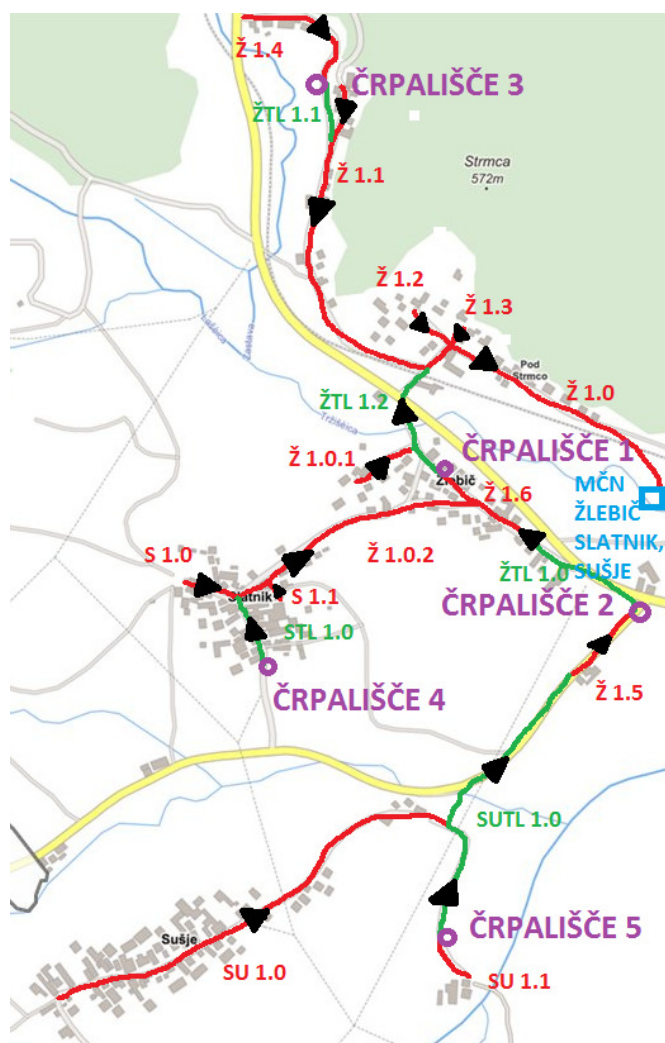 Ž 1.4
ČRPALIŠČE 3
ŽTL 1.1
Strmca
572m
Ž 1.1
Ž 1.2
Ž 1.3
Lašica
Zastava
Pod
Strmco
Ž 1.0
ŽTL 1.2
Tržiščica
ČRPALIŠČE 1
Ž 1.0.1
Žlebič
Ž 1.6
MČN
ŽLEBIČ
SLATNIK,
SUŠJE
S 1.0
Ž 1.0.2
ŽTL 1.0
Slatnik
S 1.1
ČRPALIŠČE 2
STL 1.0
ČRPALIŠČE 4
Ž 1.5
SUTL 1.0
Sušje
ČRPALIŠČE 5
SU 1.0
SU 1.1